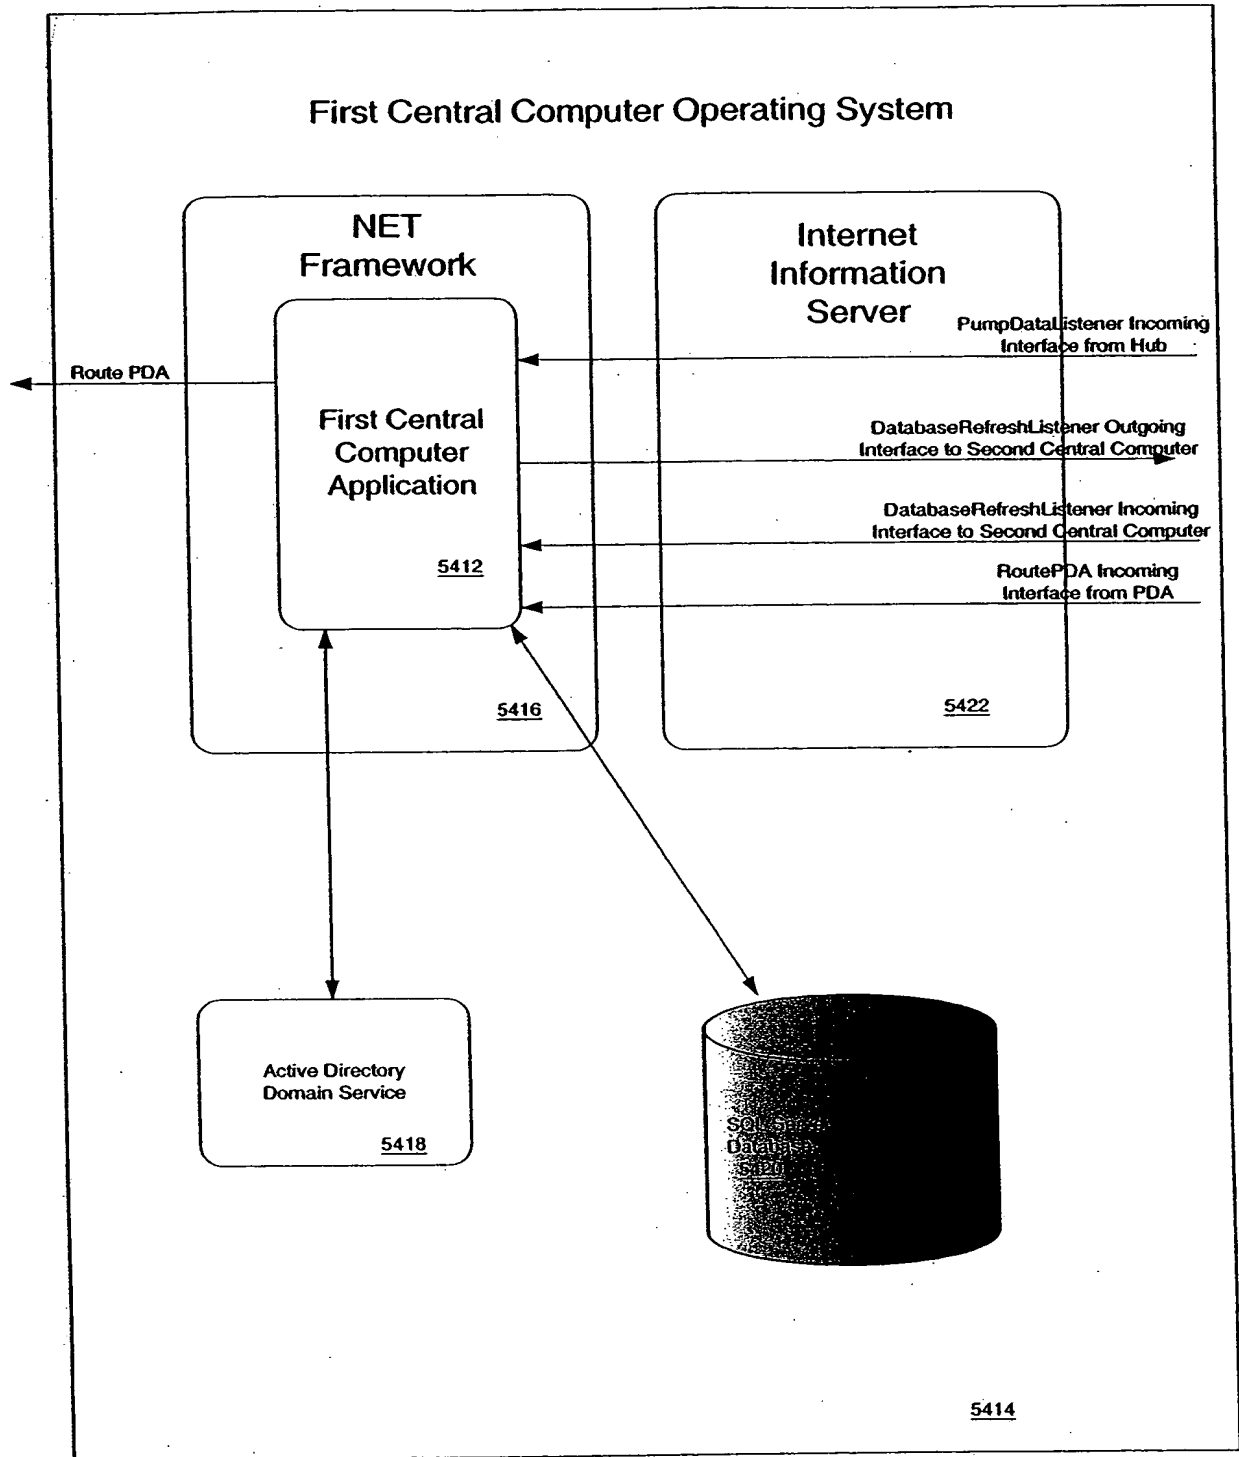 First Central Computer Operating System
NET
Framework
Internet
Information
Server
PumpDataListener Incoming
Interface from Hub
Route PDA
First Central
Computer
Application
DatabaseRefreshListener Outgoing
Interface to Second Central Computer
DatabaseRefreshListener Incoming
Interface to Second Central Computer
5412
RoutePDA Incoming
Interface from PDA
5416
5422
Active Directory
Domain Service
5418
SQL
5420
5414